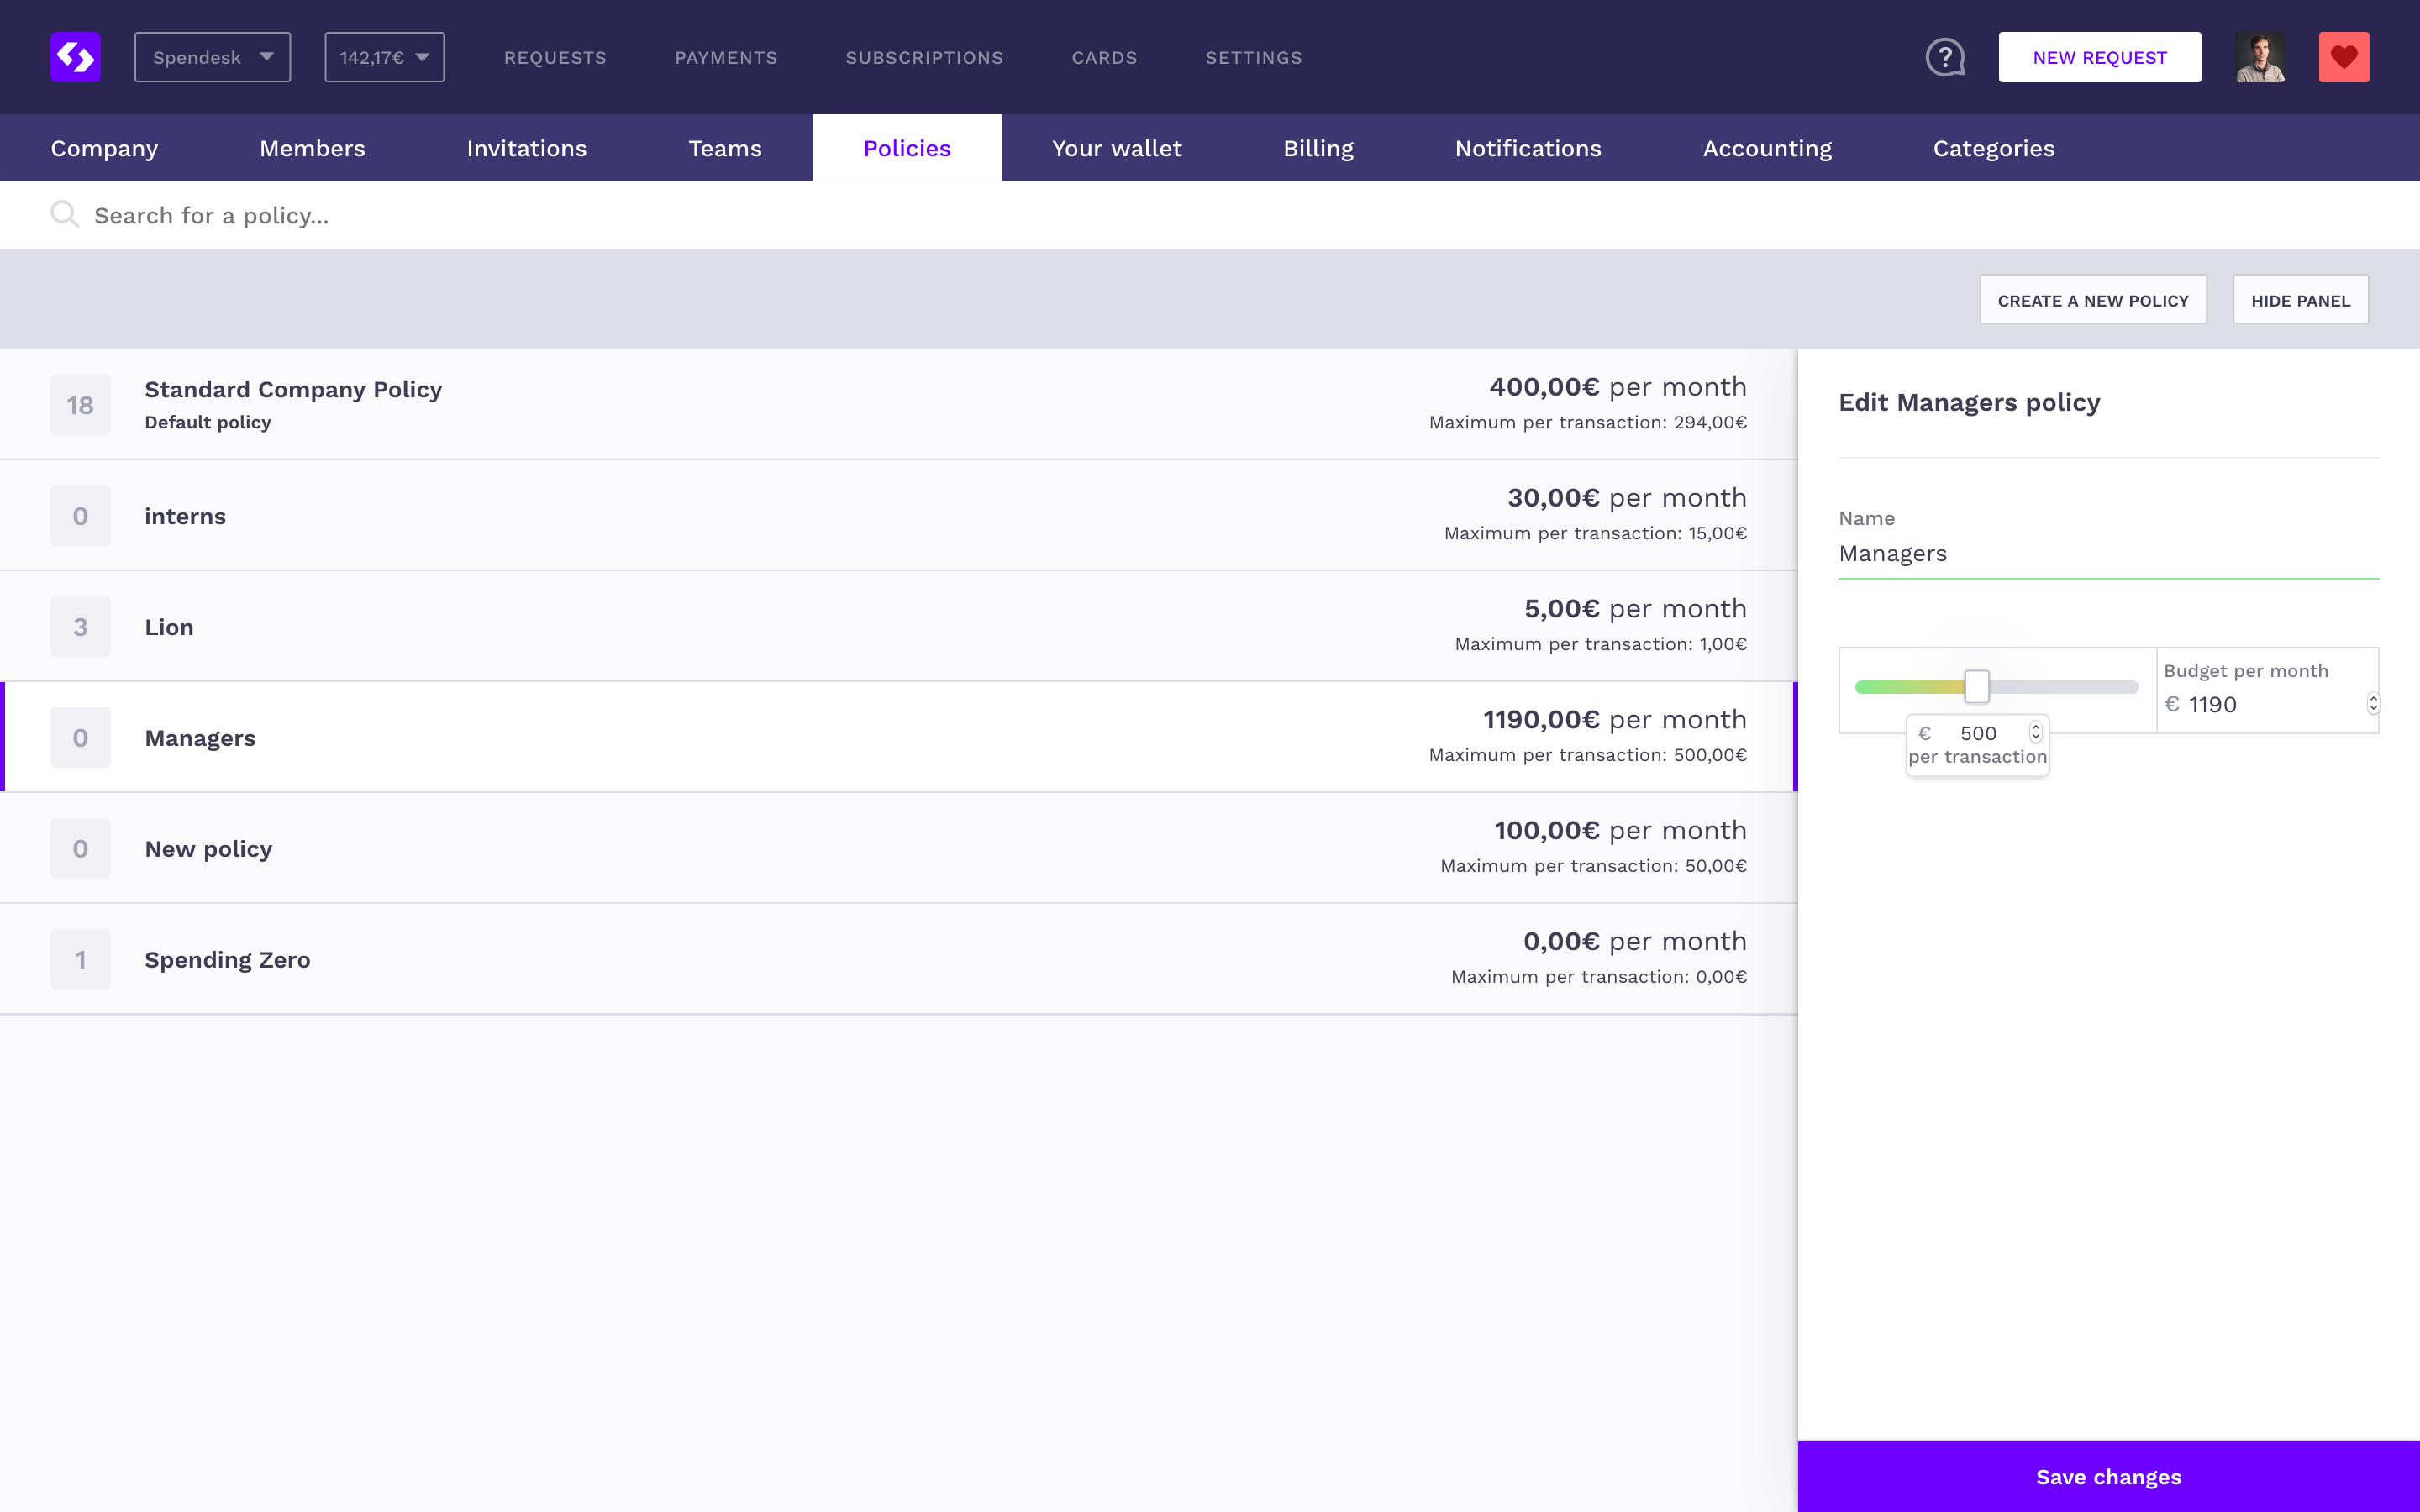 Spendesk
142,17€
REQUESTS
PAYMENTS
SUBSCRIPTIONS
CARDS
SETTINGS
?
NEW REQUEST
Company
Members
Invitations
Teams
Policies
Your wallet
Billing
Notifications
Accounting
Categories
Search for a policy...
CREATE A NEW POLICY
HIDE PANEL
18
Standard Company Policy
Default policy
400,00€ per month
Maximum per transaction: 294,00€
0
interns
30,00€ per month
Maximum per transaction: 15,00€
3
Lion
5,00€ per month
Maximum per transaction: 1,00€
0
Managers
1190,00€ per month
Maximum per transaction: 500,00€
0
New policy
100,00€ per month
Maximum per transaction: 50,00€
1
Spending Zero
0,00€ per month
Maximum per transaction: 0,00€
Edit Managers policy
Name
Managers
Budget per month
€ 1190
€ 500
per transaction
Save changes